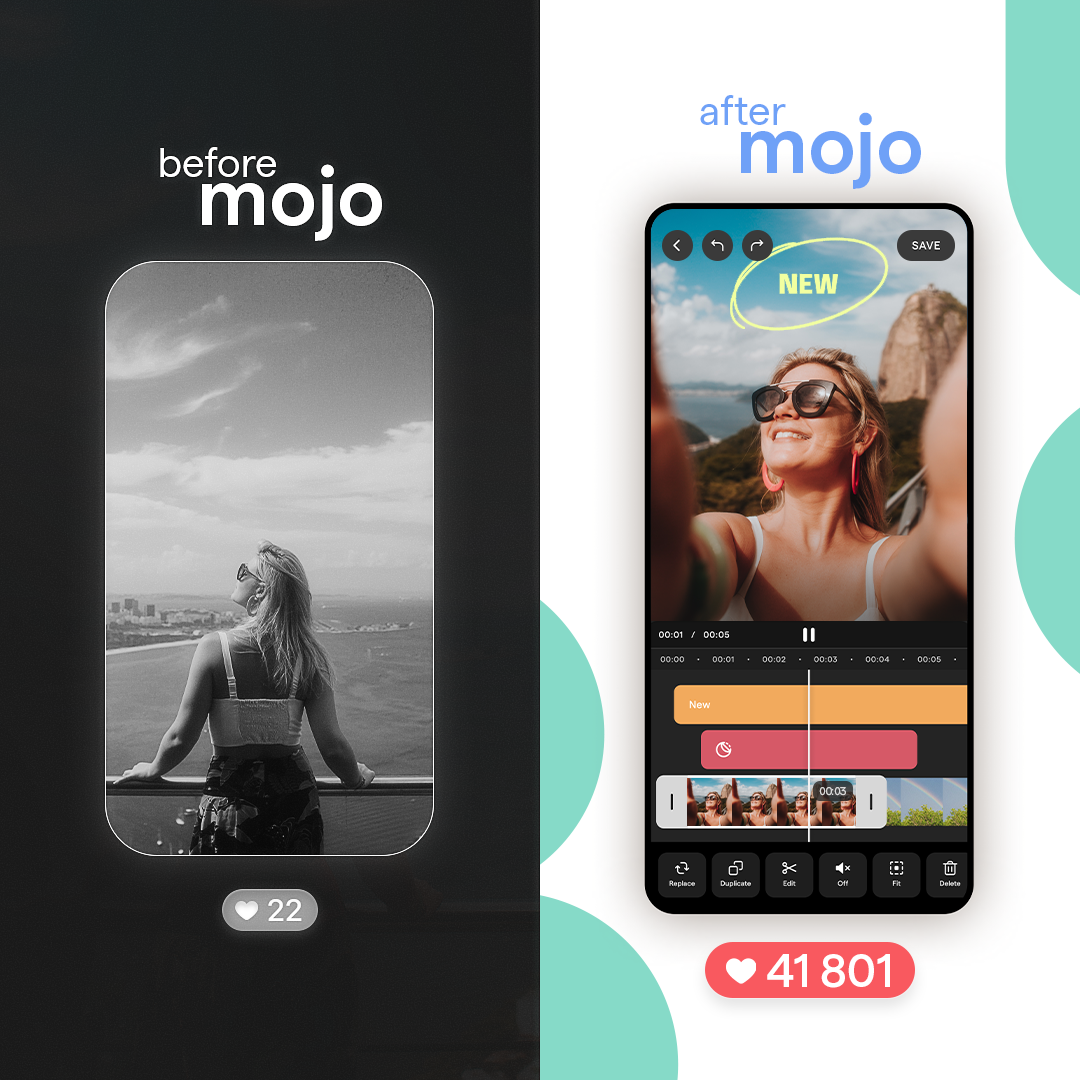 before
mojo
22
after
mojo
SAVE
NEW
00:01 / 00:05
00:00 · 00:01 · 00:02 · 00:03 · 00:04 · 00:05 ·
New
00:03
Replace Duplicate Edit Off Fit Delete
41 801